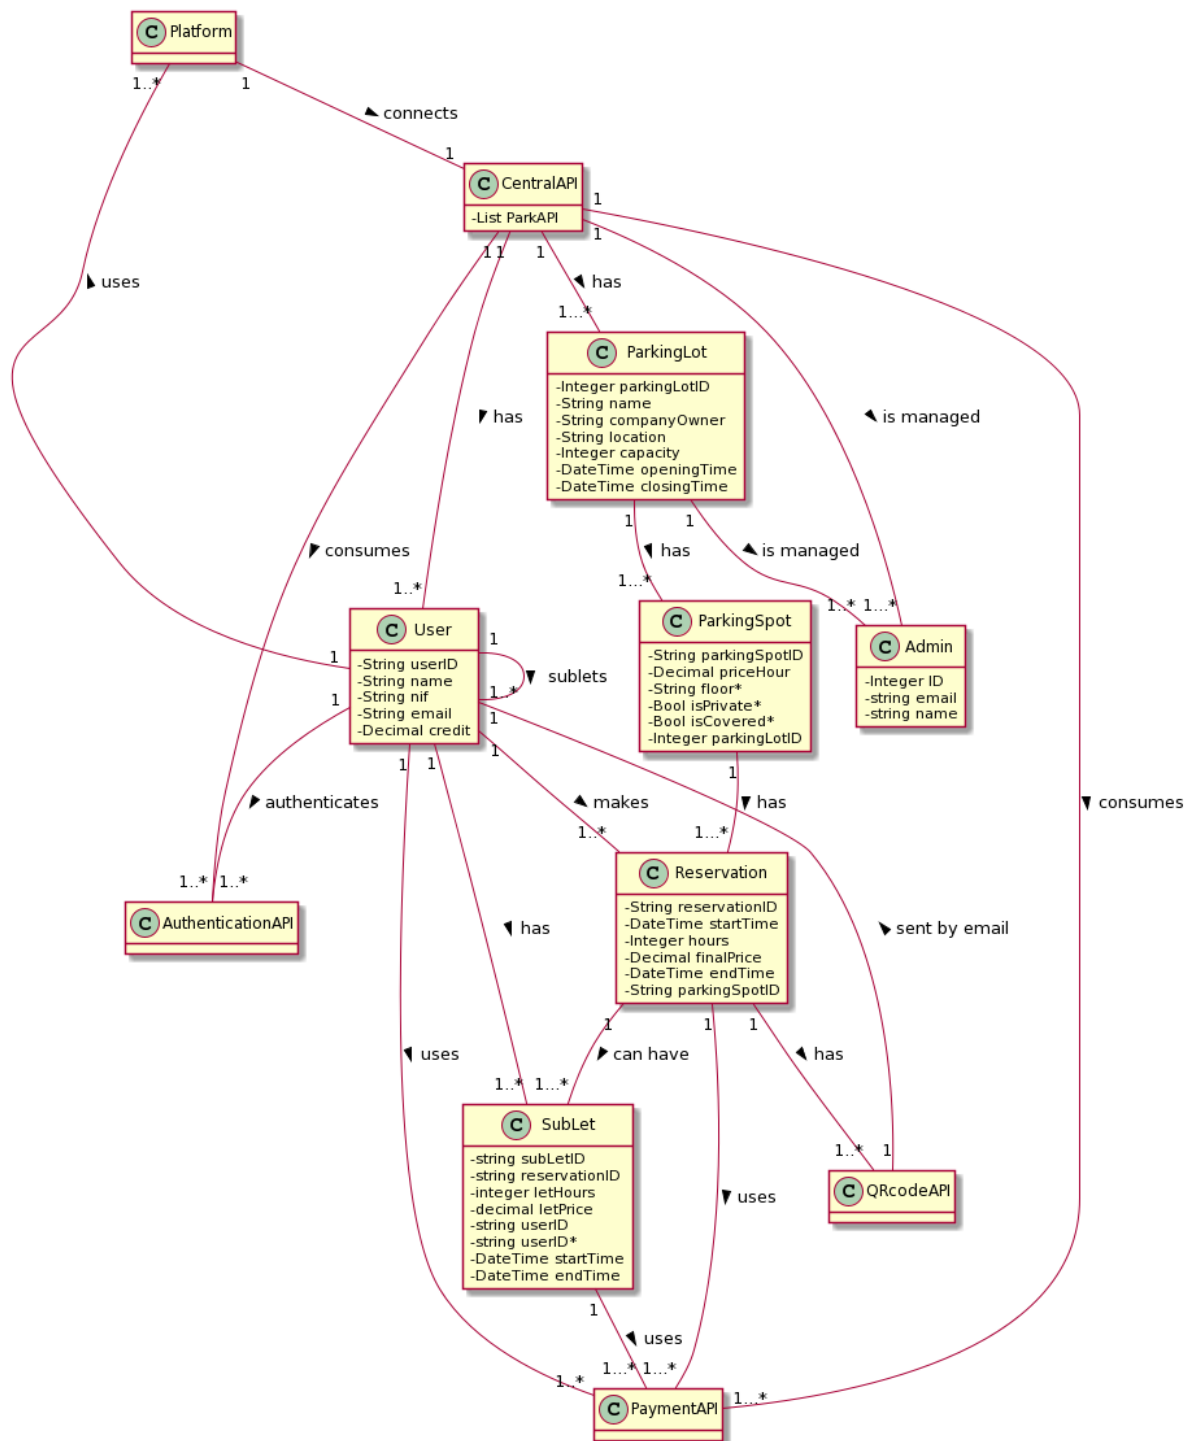 C Platform
1..*
1
connects
1
C CentralAPI
-List ParkAPI
1
1
1
1
1
uses
has
1...*
C ParkingLot
-Integer parkingLotID
-String name
-String companyOwner
-String location
-Integer capacity
-DateTime openingTime
-DateTime closingTime
has
is managed
1
1
consumes
has
is managed
1..*
1...*
1..*
1...*
C User
-String userID
-String name
-String nif
-String email
-Decimal credit
1
1
1
sublets
1..*
1
1
1
1
C ParkingSpot
-String parkingSpotID
-Decimal priceHour
-String floor*
-Bool isPrivate*
-Bool isCovered*
-Integer parkingLotID
C Admin
-Integer ID
-string email
-string name
1
authenticates
makes
has
consumes
1..*
1...*
1..*
1..*
C AuthenticationAPI
C Reservation
-String reservationID
-DateTime startTime
-Integer hours
-Decimal finalPrice
-DateTime endTime
-String parkingSpotID
has
sent by email
1
1
1
uses
can have
has
1..*
1...*
1..*
1
C SubLet
-string subLetID
-string reservationID
-integer letHours
-decimal letPrice
-string userID
-string userID*
-DateTime startTime
-DateTime endTime
C QRcodeAPI
uses
1
uses
1..*
1...*
1...*
1...*
C PaymentAPI